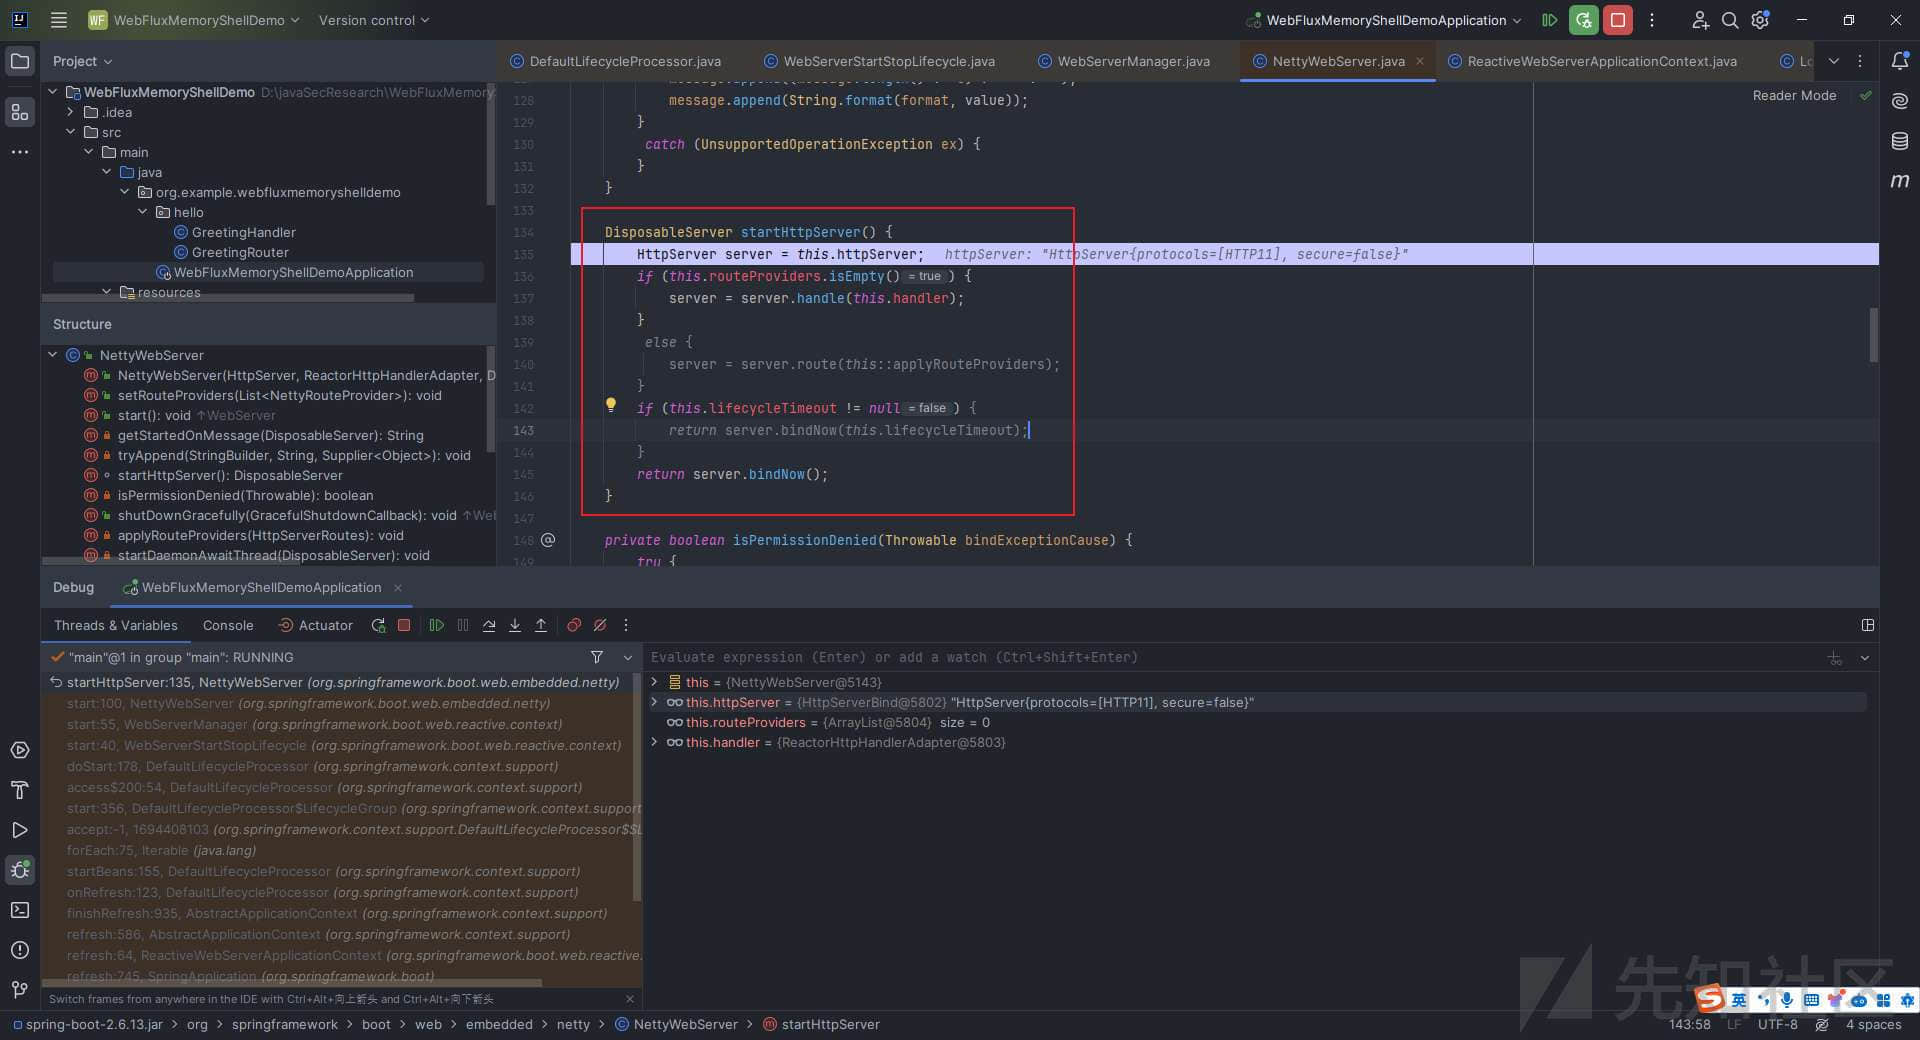 WF WebFluxMemoryShellDemo Version control WebFluxMemoryShellDemoApplication
Project
WebFluxMemoryShellDemo D:\javaSecResearch\WebFluxMemory
.idea
src
main
java
org.example.webfluxmemoryshelldemo
hello
GreetingHandler
GreetingRouter
WebFluxMemoryShellDemoApplication
resources
Structure
NettyWebServer
NettyWebServer(HttpServer, ReactorHttpHandlerAdapter, D
setRouteProviders(List<NettyRouteProvider>): void
start(): void ↑WebServer
getStartedOnMessage(DisposableServer): String
tryAppend(StringBuilder, String, Supplier<Object>): void
startHttpServer(): DisposableServer
isPermissionDenied(Throwable): boolean
shutDownGracefully(GracefulShutdownCallback): void ↑Wel
applyRouteProviders(HttpServerRoutes): void
startDaemonAwaitThread(DisposableServer): void
DefaultLifecycleProcessor.java WebServerStartStopLifecycle.java WebServerManager.java NettyWebServer.java ReactiveWebServerApplicationContext.java Lo
Reader Mode
128 message.append(String.format(format, value));
129 }
130 catch (UnsupportedOperationException ex) {
131 }
132 }
133
134 DisposableServer startHttpServer() {
135 HttpServer server = this.httpServer; httpServer: "HttpServer{protocols=[HTTP11], secure=false}"
136 if (this.routeProviders.isEmpty() = true ) {
137 server = server.handle(this.handler);
138 }
139 else {
140 server = server.route(this::applyRouteProviders);
141 }
142 if (this.lifecycleTimeout != null = false ) {
143 return server.bindNow(this.lifecycleTimeout);
144 }
145 return server.bindNow();
146 }
147
148 @ private boolean isPermissionDenied(Throwable bindExceptionCause) {
149 try {
Debug WebFluxMemoryShellDemoApplication
Threads & Variables Console Actuator
"main"@1 in group "main": RUNNING
startHttpServer:135, NettyWebServer (org.springframework.boot.web.embedded.netty)
start:100, NettyWebServer (org.springframework.boot.web.embedded.netty)
start:55, WebServerManager (org.springframework.boot.web.reactive.context)
start:40, WebServerStartStopLifecycle (org.springframework.boot.web.reactive.context)
doStart:178, DefaultLifecycleProcessor (org.springframework.context.support)
access$200:54, DefaultLifecycleProcessor (org.springframework.context.support)
start:356, DefaultLifecycleProcessor$LifecycleGroup (org.springframework.context.support
accept:-1, 1694408103 (org.springframework.context.support.DefaultLifecycleProcessor$$L
forEach:75, Iterable (java.lang)
startBeans:155, DefaultLifecycleProcessor (org.springframework.context.support)
onRefresh:123, DefaultLifecycleProcessor (org.springframework.context.support)
finishRefresh:935, AbstractApplicationContext (org.springframework.context.support)
refresh:586, AbstractApplicationContext (org.springframework.context.support)
refresh:64, ReactiveWebServerApplicationContext (org.springframework.boot.web.reactive.
refresh:745, SpringApplication (org.springframework.boot)
Switch frames from anywhere in the IDE with Ctrl+Alt+向上箭头 and Ctrl+Alt+向下箭头
Evaluate expression (Enter) or add a watch (Ctrl+Shift+Enter)
this = {NettyWebServer@5143}
this.httpServer = {HttpServerBind@5802} "HttpServer{protocols=[HTTP11], secure=false}"
this.routeProviders = {ArrayList@5804} size = 0
this.handler = {ReactorHttpHandlerAdapter@5803}
先知社区
英
spring-boot-2.6.13.jar > org > springframework > boot > web > embedded > netty > NettyWebServer > startHttpServer
143:58 LF UTF-8 4 spaces